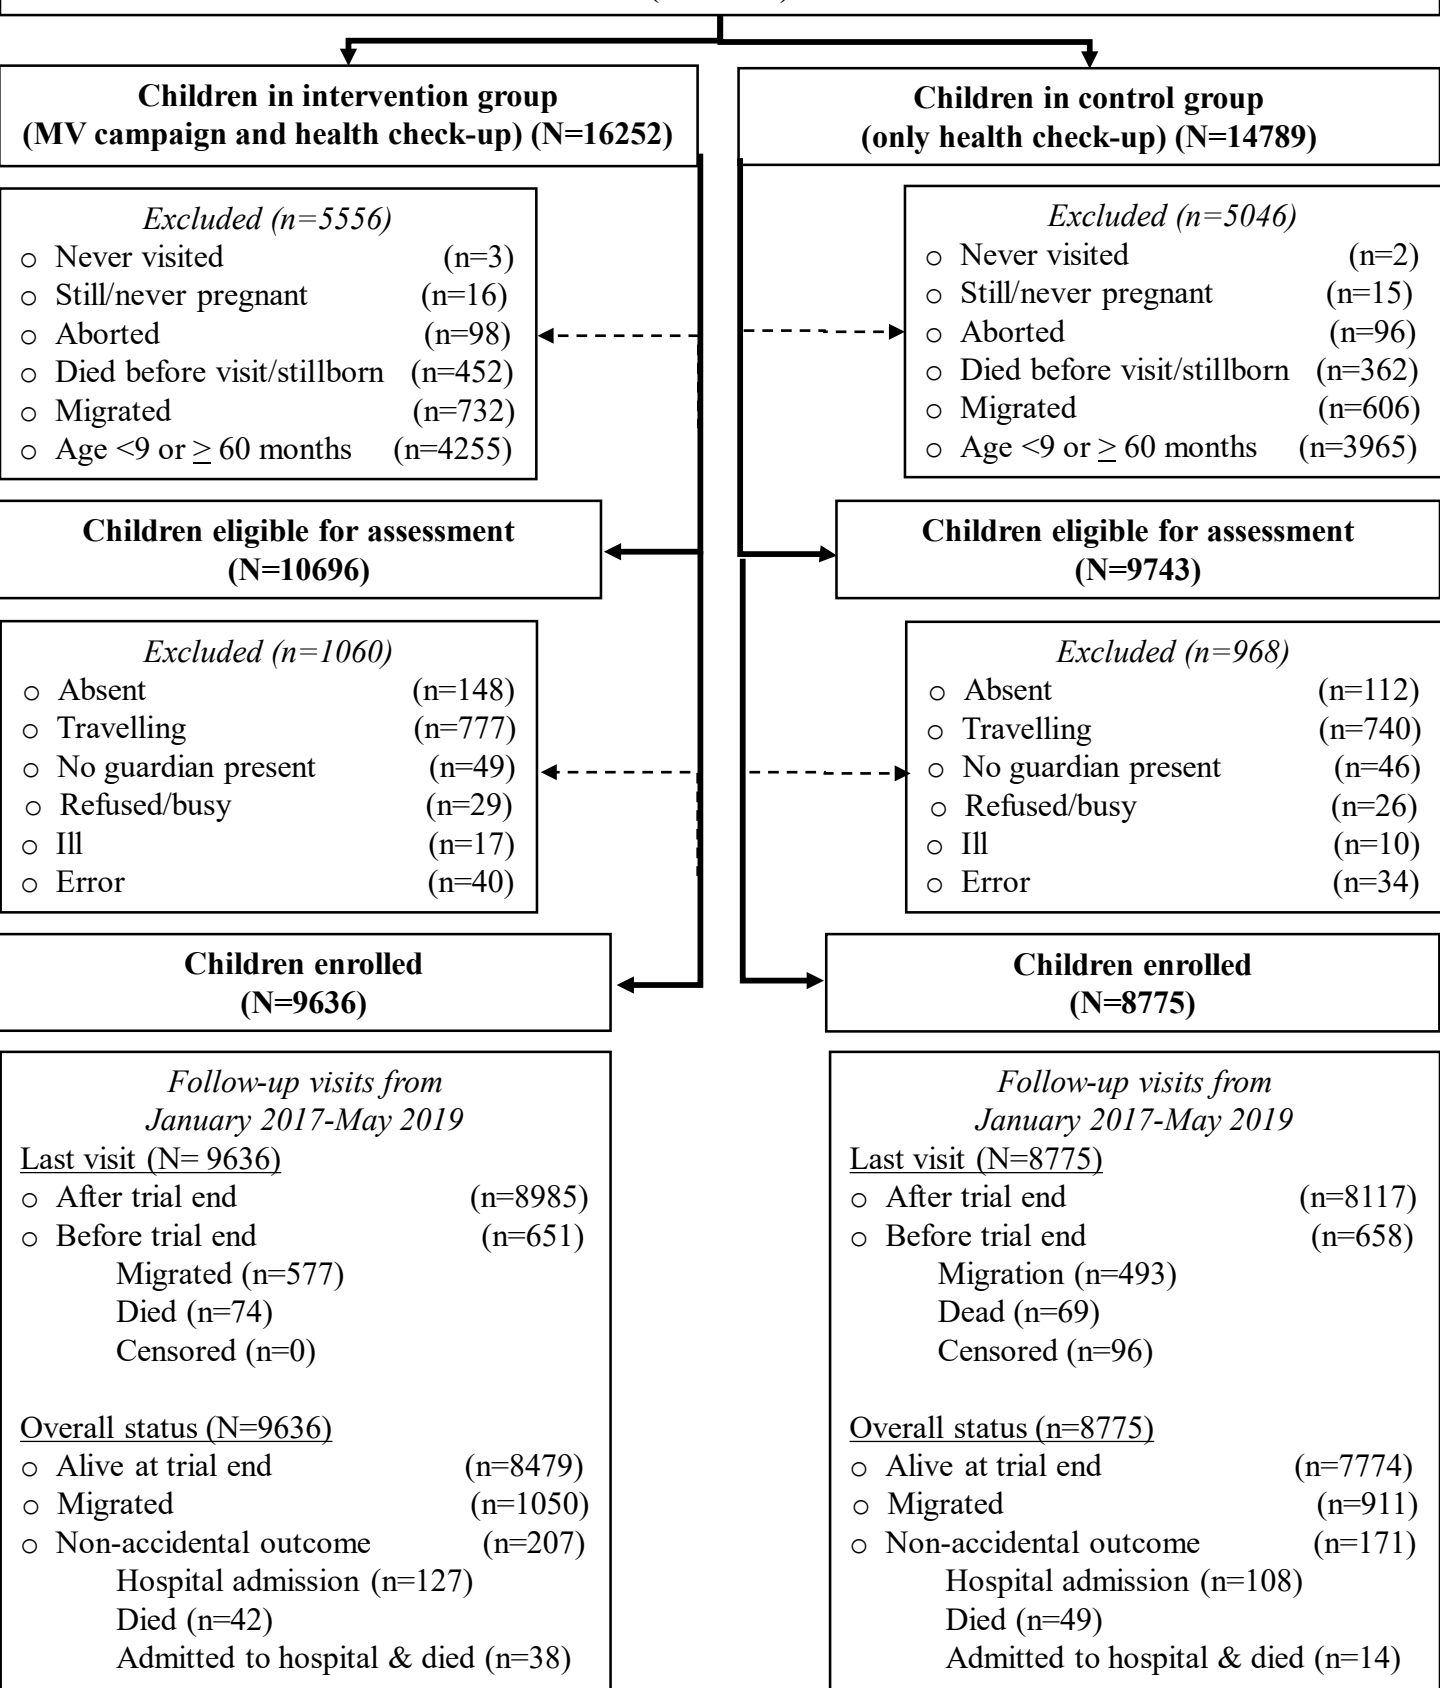 Children in intervention group
(MV campaign and health check-up) (N=16252)
Excluded (n=5556)
○ Never visited (n=3)
○ Still/never pregnant (n=16)
○ Aborted (n=98)
○ Died before visit/stillborn (n=452)
○ Migrated (n=732)
○ Age <9 or ≥ 60 months (n=4255)
Children eligible for assessment
(N=10696)
Excluded (n=1060)
○ Absent (n=148)
○ Travelling (n=777)
○ No guardian present (n=49)
○ Refused/busy (n=29)
○ Ill (n=17)
○ Error (n=40)
Children enrolled
(N=9636)
Follow-up visits from
January 2017-May 2019
Last visit (N= 9636)
○ After trial end (n=8985)
○ Before trial end (n=651)
Migrated (n=577)
Died (n=74)
Censored (n=0)
Overall status (N=9636)
○ Alive at trial end (n=8479)
○ Migrated (n=1050)
○ Non-accidental outcome (n=207)
Hospital admission (n=127)
Died (n=42)
Admitted to hospital & died (n=38)
Children in control group
(only health check-up) (N=14789)
Excluded (n=5046)
○ Never visited (n=2)
○ Still/never pregnant (n=15)
○ Aborted (n=96)
○ Died before visit/stillborn (n=362)
○ Migrated (n=606)
○ Age <9 or ≥ 60 months (n=3965)
Children eligible for assessment
(N=9743)
Excluded (n=968)
○ Absent (n=112)
○ Travelling (n=740)
○ No guardian present (n=46)
○ Refused/busy (n=26)
○ Ill (n=10)
○ Error (n=34)
Children enrolled
(N=8775)
Follow-up visits from
January 2017-May 2019
Last visit (N=8775)
○ After trial end (n=8117)
○ Before trial end (n=658)
Migration (n=493)
Dead (n=69)
Censored (n=96)
Overall status (n=8775)
○ Alive at trial end (n=7774)
○ Migrated (n=911)
○ Non-accidental outcome (n=171)
Hospital admission (n=108)
Died (n=49)
Admitted to hospital & died (n=14)